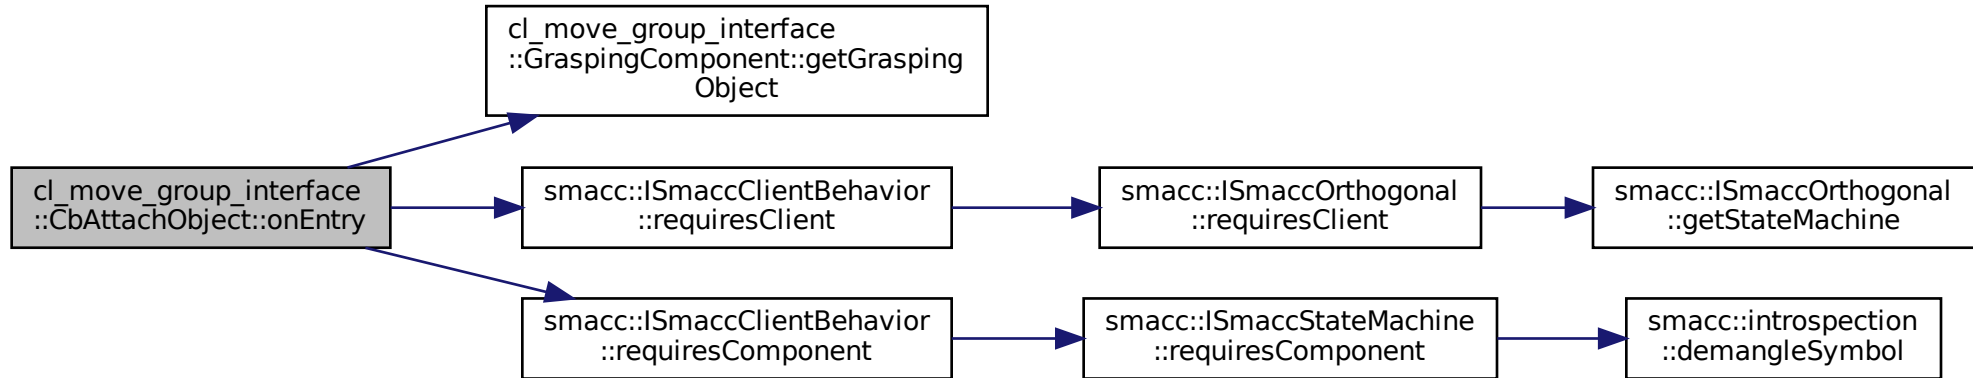 cl_move_group_interface
::GraspingComponent::getGrasping
Object
cl_move_group_interface
::CbAttachObject::onEntry
smacc::ISmaccClientBehavior
::requiresClient
smacc::ISmaccOrthogonal
::requiresClient
smacc::ISmaccOrthogonal
::getStateMachine
smacc::ISmaccClientBehavior
::requiresComponent
smacc::ISmaccStateMachine
::requiresComponent
smacc::introspection
::demangleSymbol